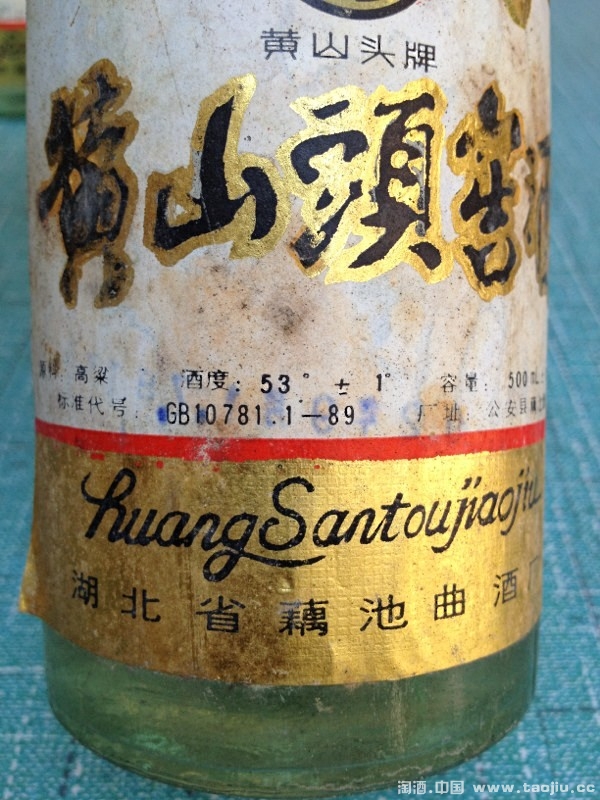 黄山头牌
黄山頭窖酒
原料：高粱 酒度：53°±1° 容量：500mL
标准代号：GB10781.1—89 厂址：公安县藕池
huangSantoujiaojiu
湖北省藕池曲酒厂
淘酒.中国 www.taojiu.cc